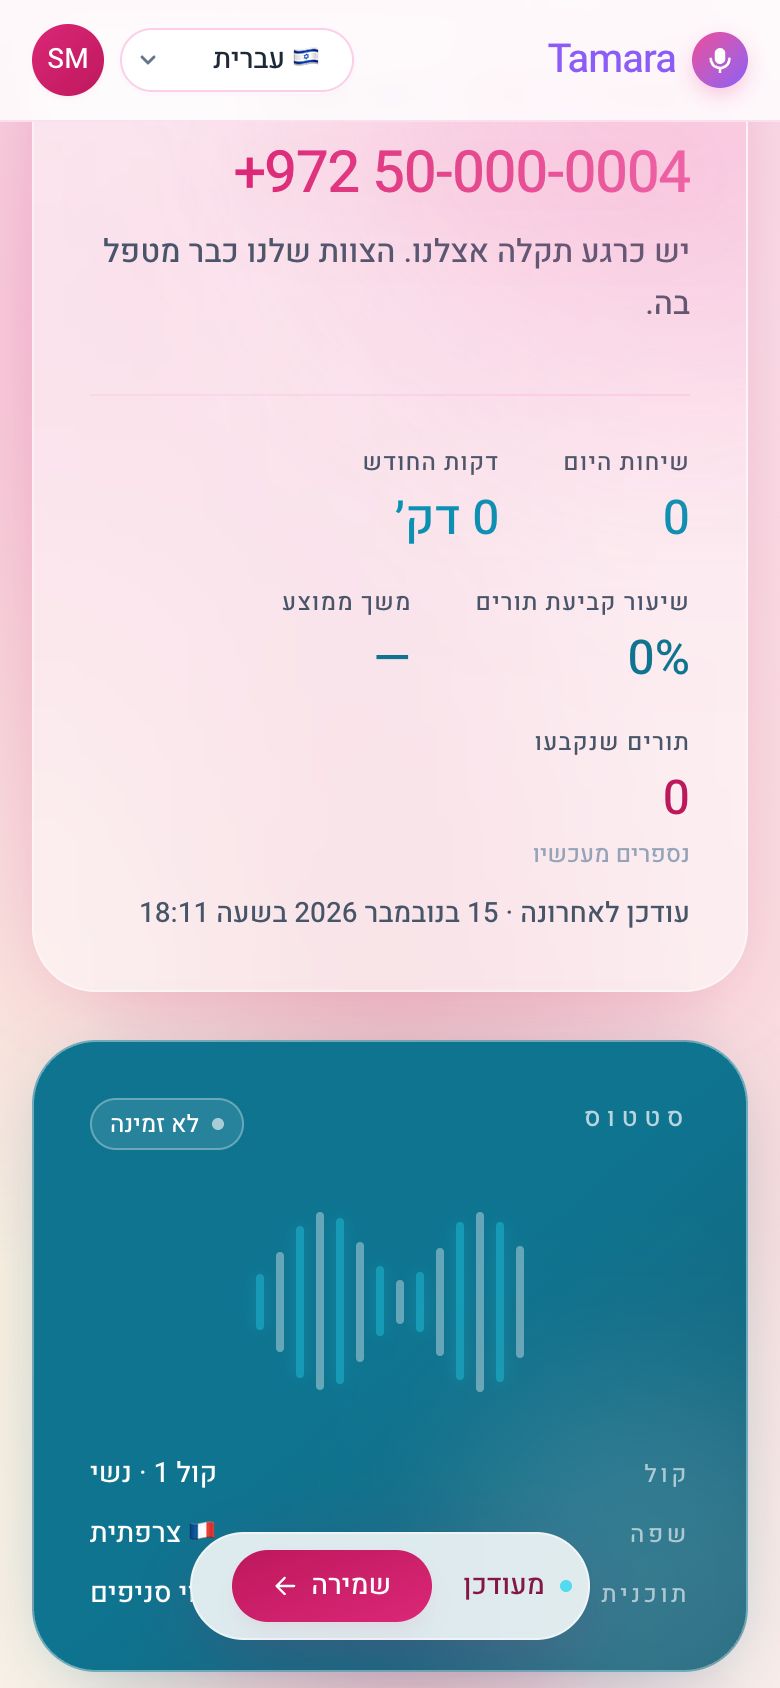 Tamara
🇮🇱 עברית
SM
+972 50-000-0004
יש כרגע תקלה אצלנו. הצוות שלנו כבר מטפל
בה.
שיחות היום
דקות החודש
0
0 דק׳
שיעור קביעת תורים
משך ממוצע
0%
—
תורים שנקבעו
0
נספרים מעכשיו
עודכן לאחרונה · 15 בנובמבר 2026 בשעה 18:11
סטטוס
לא זמינה
קול
קול 1 · נשי
שפה
🇫🇷 צרפתית
תוכנית
סניפים
מעודכן
שמירה ←